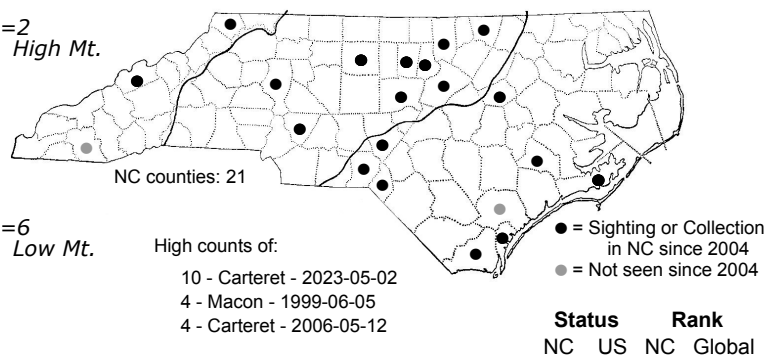 =2
High Mt.
NC counties: 21
=6
Low Mt.
High counts of:
10 - Carteret - 2023-05-02
4 - Macon - 1999-06-05
4 - Carteret - 2006-05-12
= Sighting or Collection
in NC since 2004
= Not seen since 2004
Status Rank
NC US NC Global